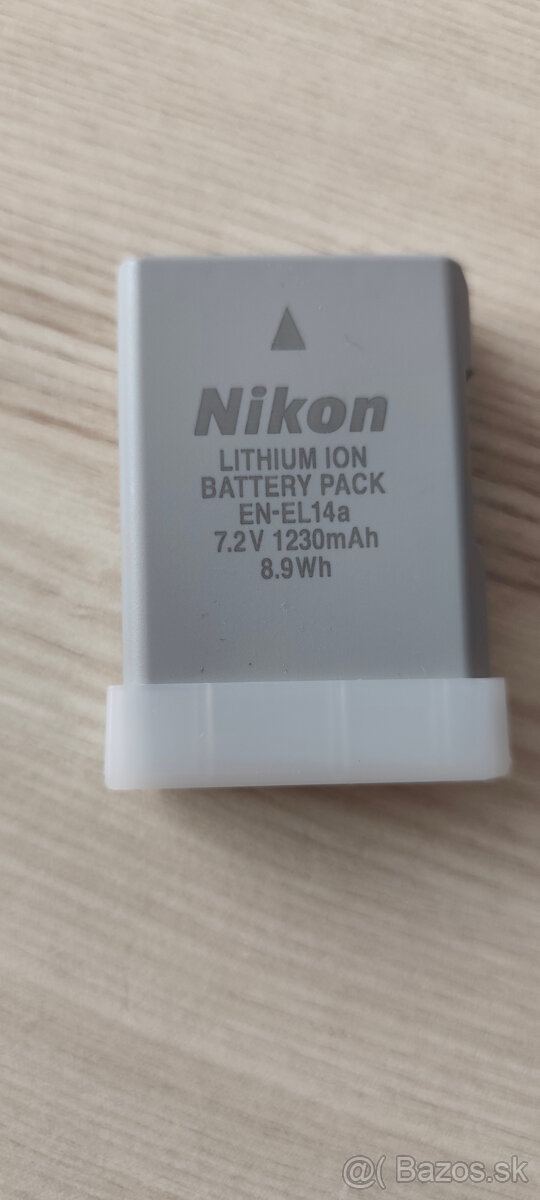 Nikon
LITHIUM ION
BATTERY PACK
EN-EL14a
7.2V 1230mAh
8.9Wh
@( Bazos.sk